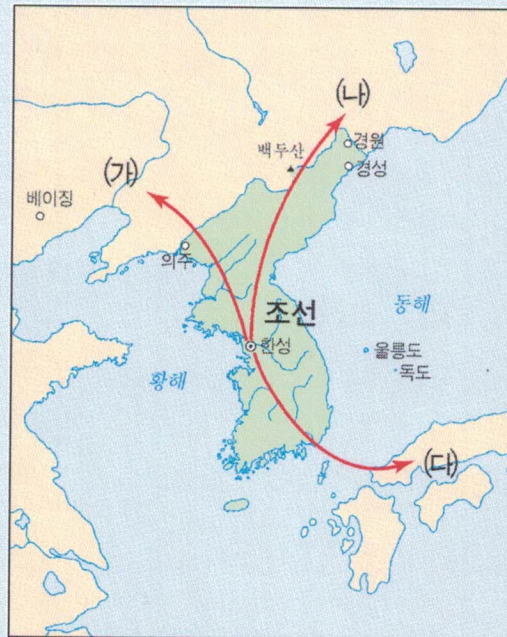 (나)
경원
백두산
경성
(가)
베이징
의주
조선
동해
한성
울릉도
황해
독도
(다)